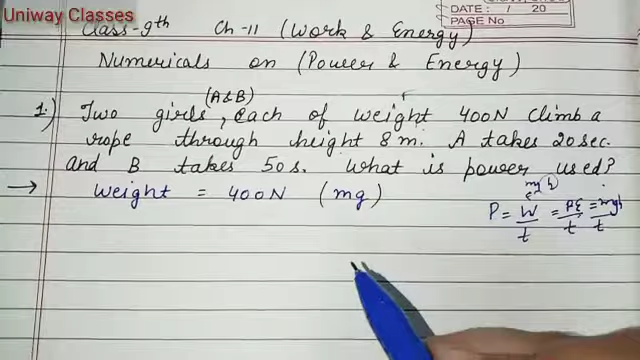 Uniway Classes
DATE: / 20
PAGE No
Class-9th Ch-11 (Work & Energy)
Numericals on (Power & Energy)
(A&B)
1.) Two girls, each of weight 400N climb a
rope through height 8m. A takes 20sec.
and B takes 50s. What is power used?
→ weight = 400N (mg)
P = W/t = PE/t = mgh/t